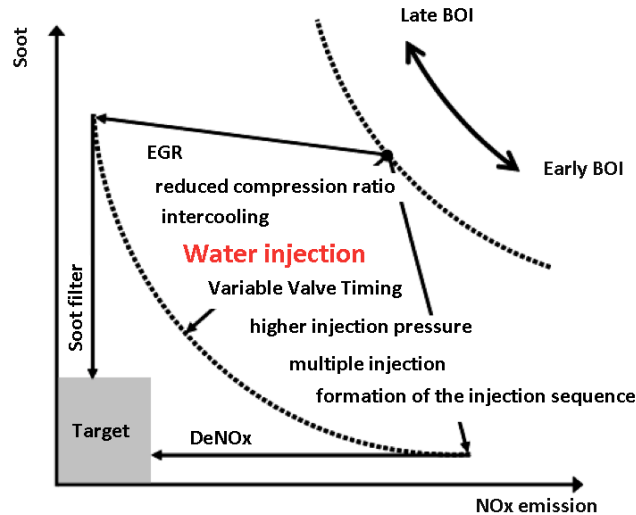 Late BOI
Soot
Early BOI
EGR
reduced compression ratio
intercooling
Water injection
Variable Valve Timing
higher injection pressure
multiple injection
formation of the injection sequence
Soot filter
Target
DeNOx
NOx emission